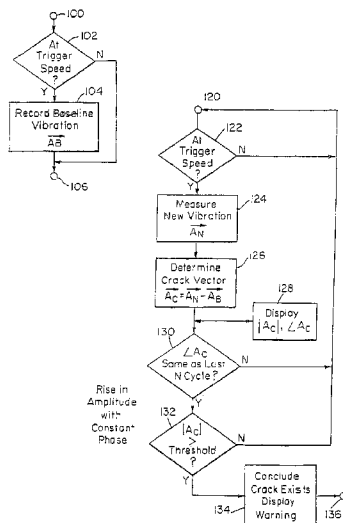 100
102
At
Trigger
Speed
?
N
Y
104
Record Baseline
Vibration
AB
106
120
122
At
Trigger
Speed
?
N
Y
124
Measure
New Vibration
AN
126
Determine
Crack Vector
AC = AN - AB
128
Display
|AC|, ∠AC
130
∠AC
Same as Last
N Cycle?
N
Y
Rise in
Amplitude
with
Constant
Phase
132
|AC|
>
Threshold
?
N
Y
Conclude
Crack Exists
Display
Warning
134
136